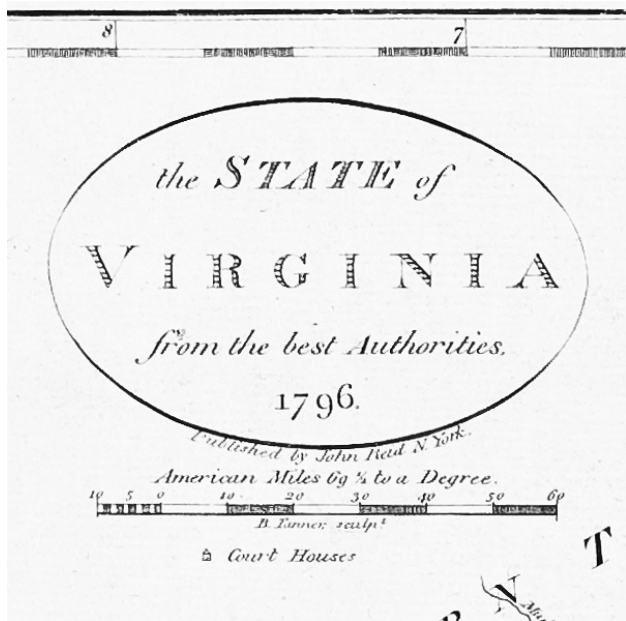 8 7
the STATE of
VIRGINIA
from the best Authorities.
1796.
Published by John Reid N. York.
American Miles 69 ½ to a Degree.
10 5 0 10 20 30 40 50 60
B. Tanner, sculpt.
Court Houses
T
N